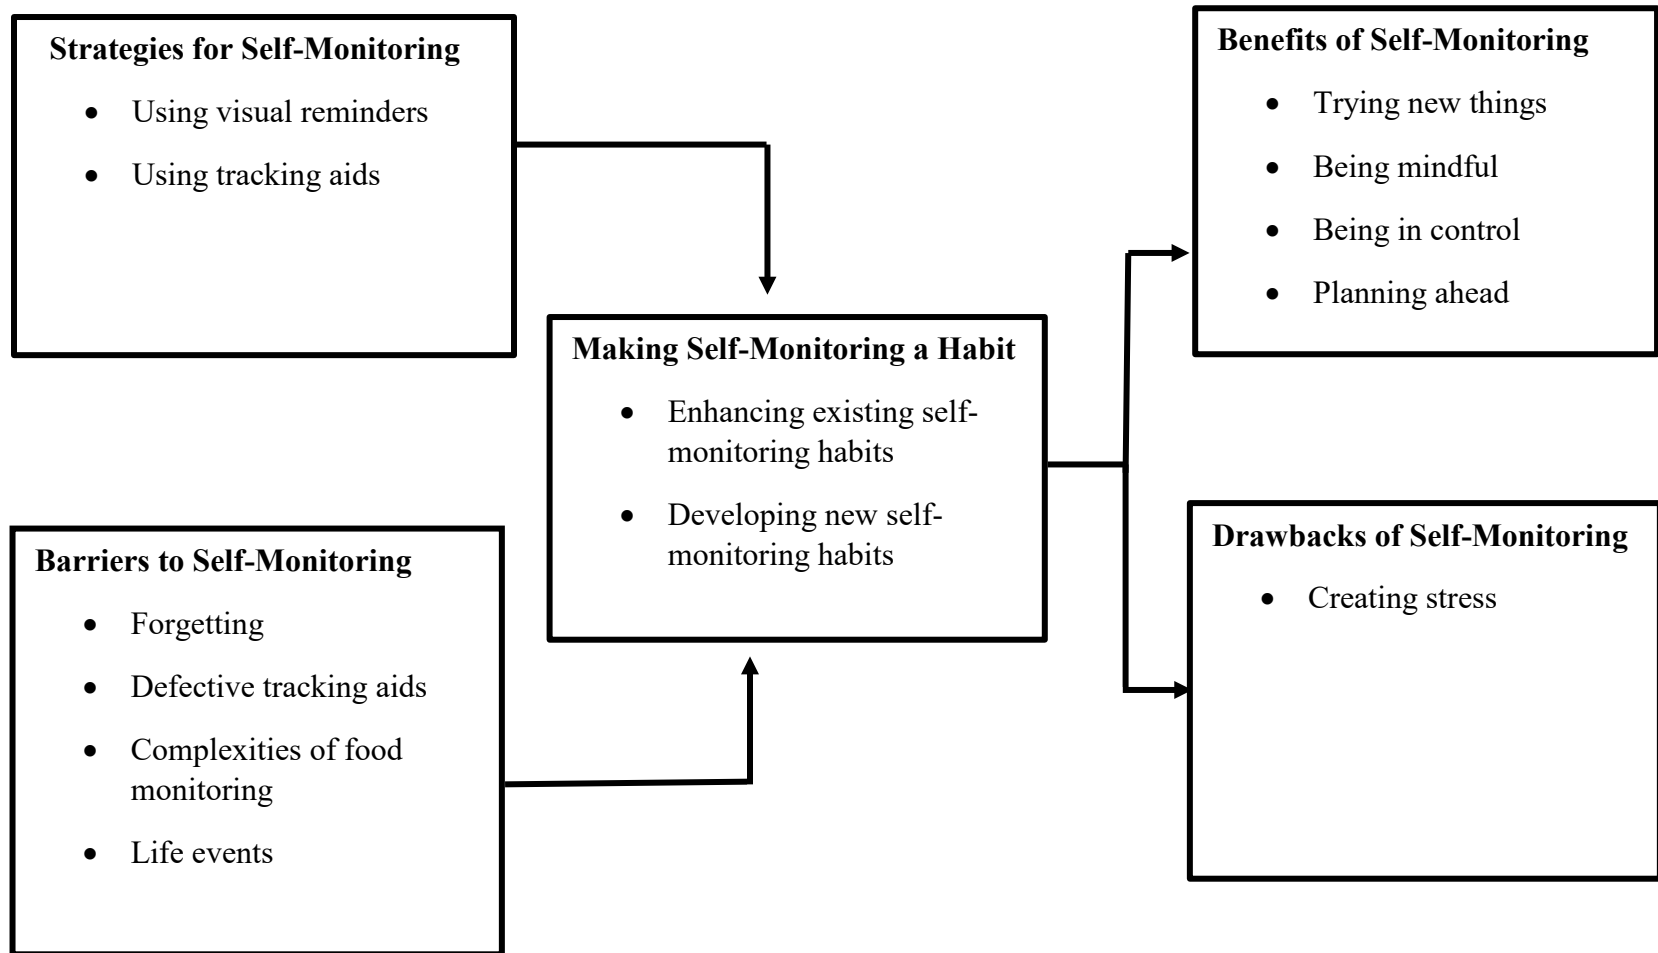 Strategies for Self-Monitoring
• Using visual reminders
• Using tracking aids
Barriers to Self-Monitoring
• Forgetting
• Defective tracking aids
• Complexities of food
monitoring
• Life events
Making Self-Monitoring a Habit
• Enhancing existing self-
monitoring habits
• Developing new self-
monitoring habits
Benefits of Self-Monitoring
• Trying new things
• Being mindful
• Being in control
• Planning ahead
Drawbacks of Self-Monitoring
• Creating stress